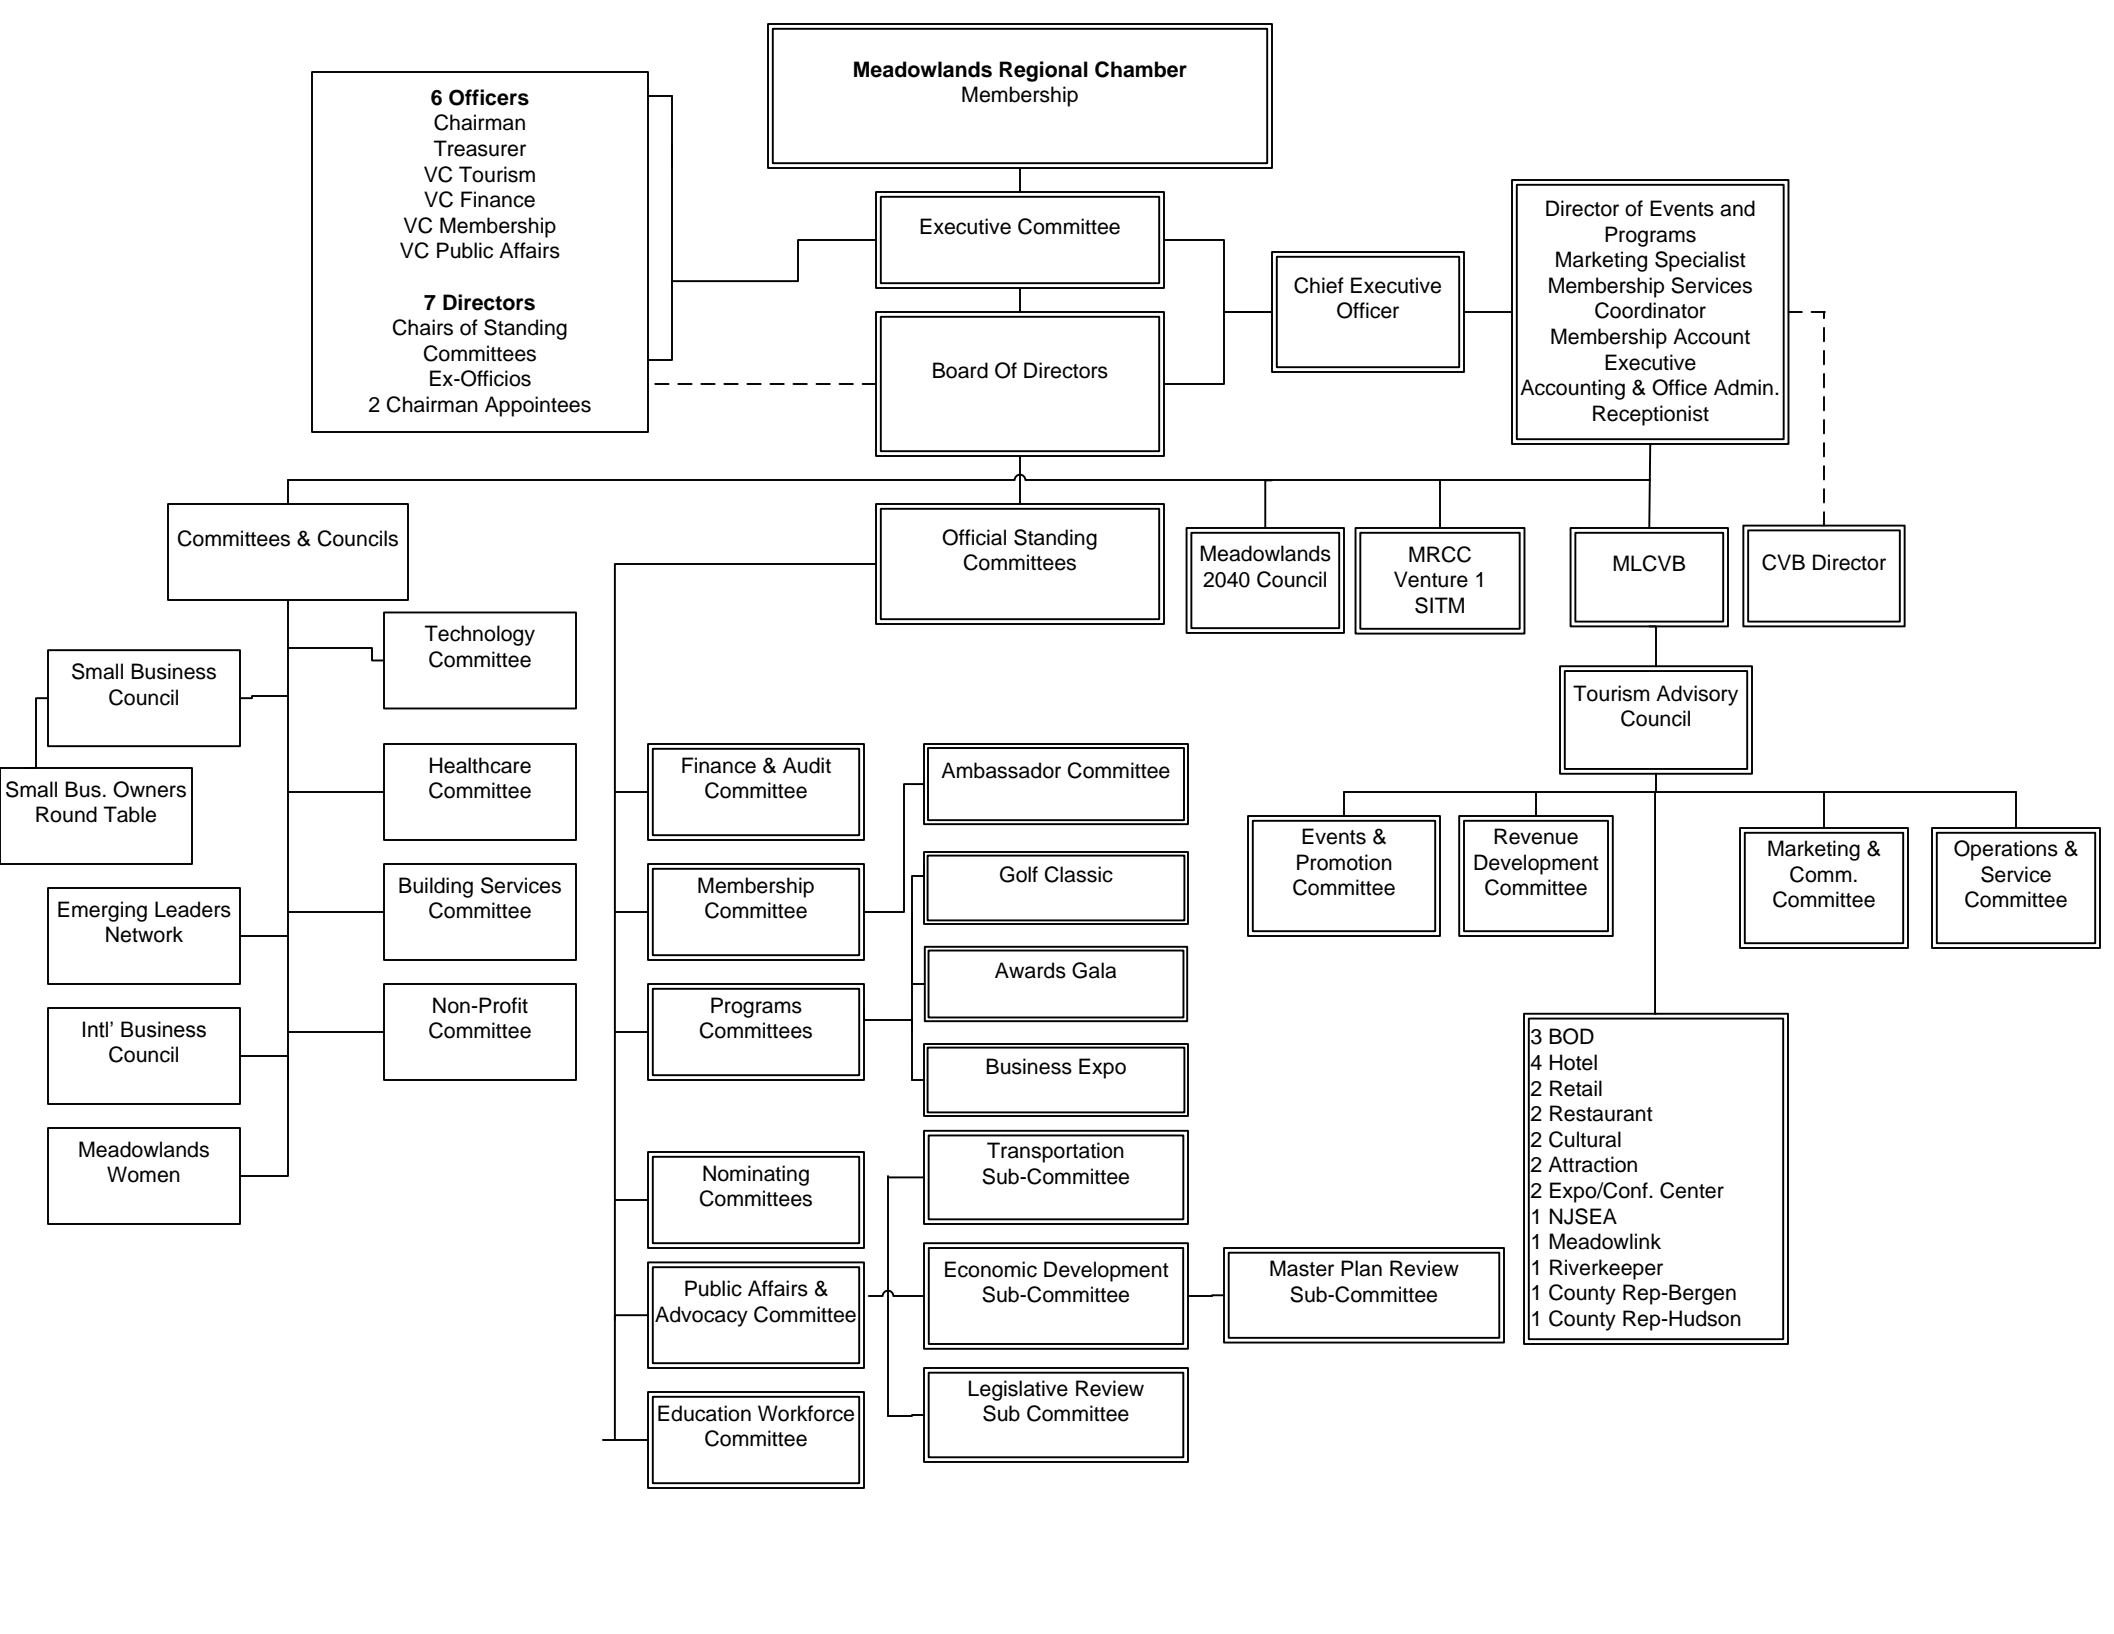 Meadowlands Regional Chamber
Membership
6 Officers
Chairman
Treasurer
VC Tourism
VC Finance
VC Membership
VC Public Affairs
7 Directors
Chairs of Standing
Committees
Ex-Officios
2 Chairman Appointees
Executive Committee
Board Of Directors
Chief Executive
Officer
Director of Events and
Programs
Marketing Specialist
Membership Services
Coordinator
Membership Account
Executive
Accounting & Office Admin.
Receptionist
Committees & Councils
Official Standing
Committees
Meadowlands
2040 Council
MRCC
Venture 1
SITM
MLCVB
CVB Director
Technology
Committee
Small Business
Council
Small Bus. Owners
Round Table
Healthcare
Committee
Building Services
Committee
Emerging Leaders
Network
Non-Profit
Committee
Intl’ Business
Council
Meadowlands
Women
Finance & Audit
Committee
Membership
Committee
Programs
Committees
Nominating
Committees
Public Affairs &
Advocacy Committee
Education Workforce
Committee
Ambassador Committee
Golf Classic
Awards Gala
Business Expo
Transportation
Sub-Committee
Economic Development
Sub-Committee
Legislative Review
Sub Committee
Master Plan Review
Sub-Committee
Tourism Advisory
Council
Events &
Promotion
Committee
Revenue
Development
Committee
Marketing &
Comm.
Committee
Operations &
Service
Committee
3 BOD
4 Hotel
2 Retail
2 Restaurant
2 Cultural
2 Attraction
2 Expo/Conf. Center
1 NJSEA
1 Meadowlink
1 Riverkeeper
1 County Rep-Bergen
1 County Rep-Hudson